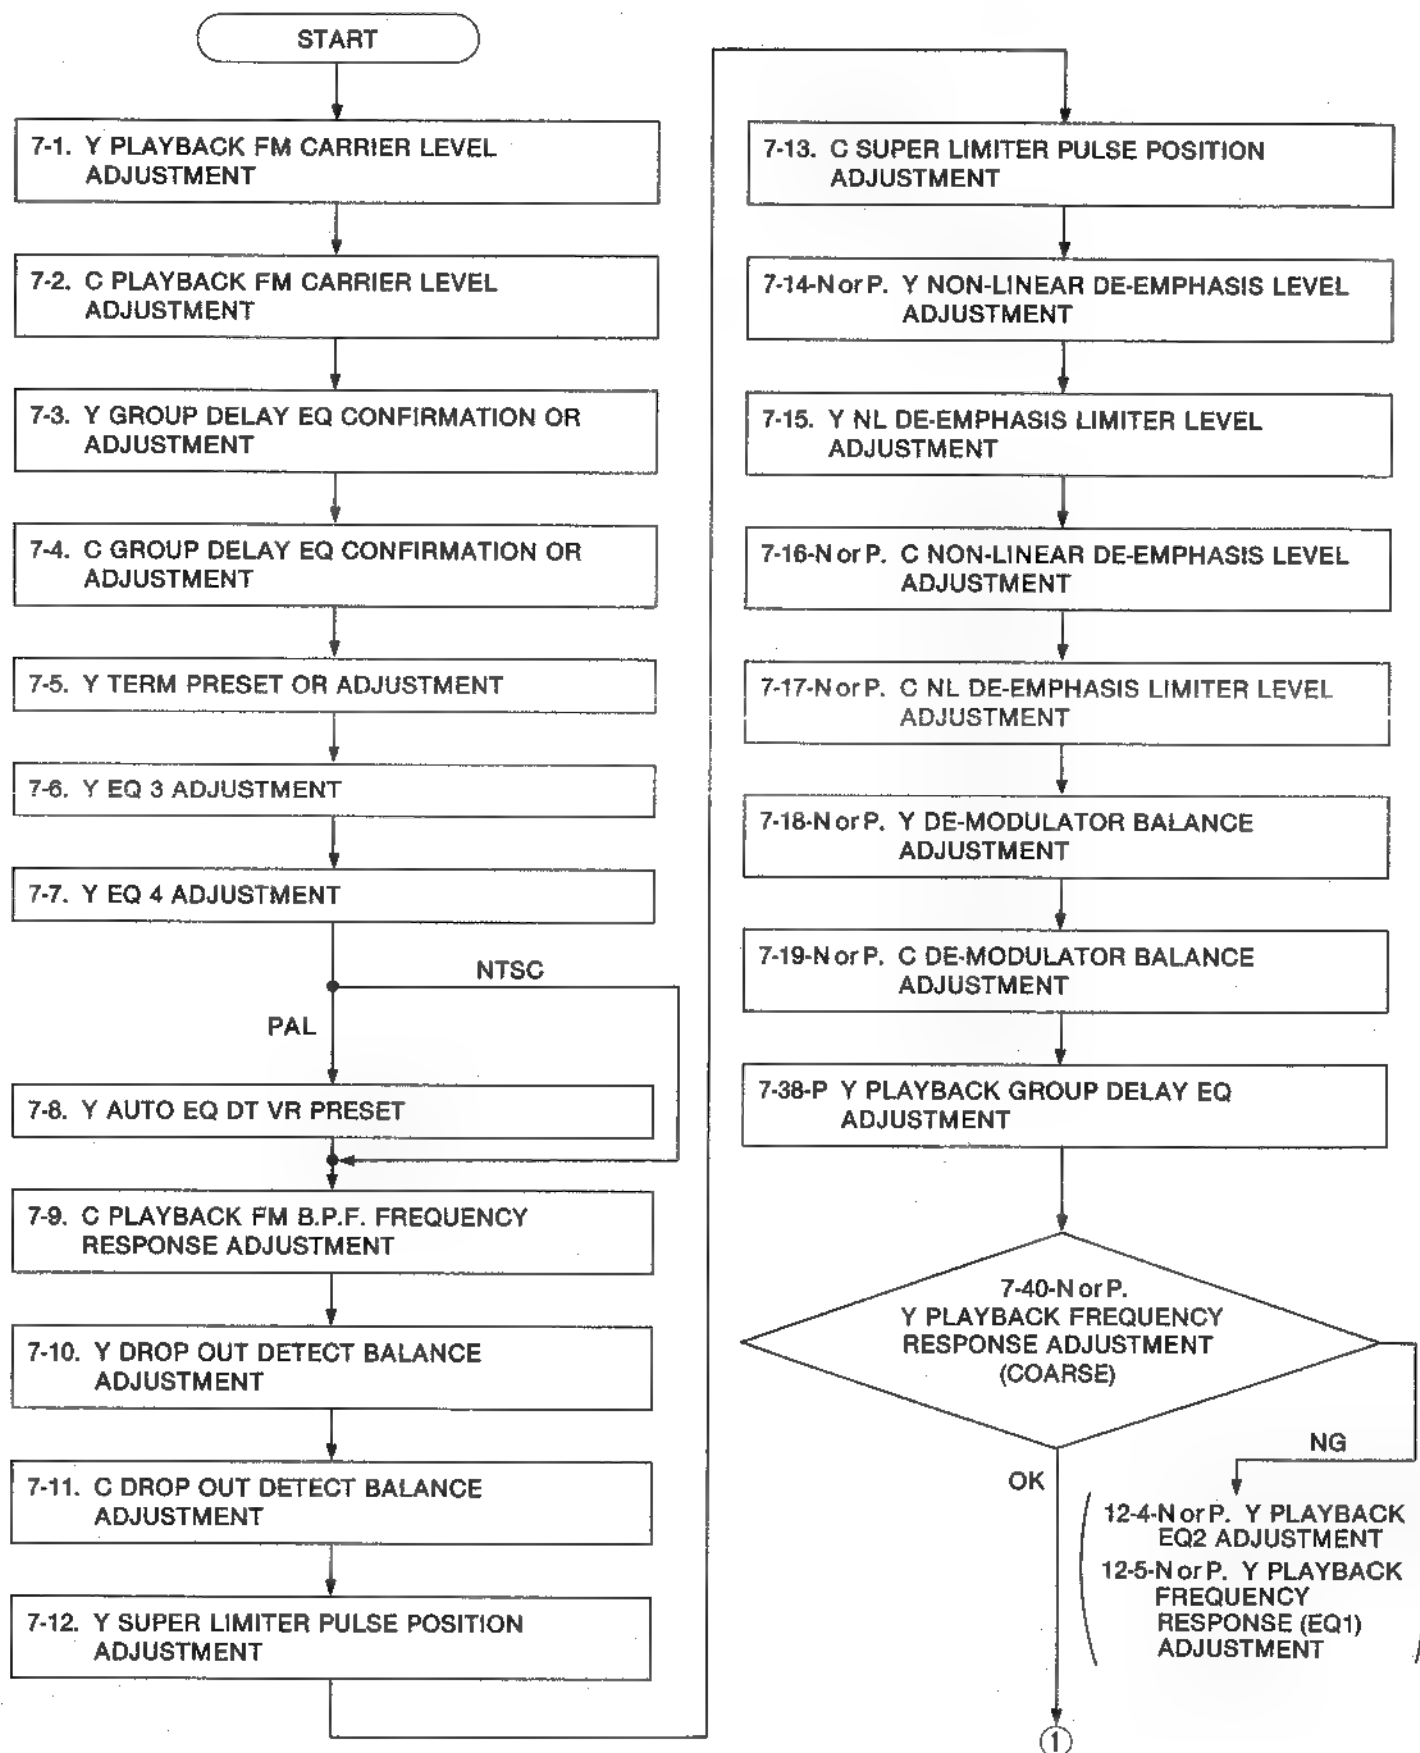 START
7-1. Y PLAYBACK FM CARRIER LEVEL
ADJUSTMENT
7-2. C PLAYBACK FM CARRIER LEVEL
ADJUSTMENT
7-3. Y GROUP DELAY EQ CONFIRMATION OR
ADJUSTMENT
7-4. C GROUP DELAY EQ CONFIRMATION OR
ADJUSTMENT
7-5. Y TERM PRESET OR ADJUSTMENT
7-6. Y EQ 3 ADJUSTMENT
7-7. Y EQ 4 ADJUSTMENT
NTSC
PAL
7-8. Y AUTO EQ DT VR PRESET
7-9. C PLAYBACK FM B.P.F. FREQUENCY
RESPONSE ADJUSTMENT
7-10. Y DROP OUT DETECT BALANCE
ADJUSTMENT
7-11. C DROP OUT DETECT BALANCE
ADJUSTMENT
7-12. Y SUPER LIMITER PULSE POSITION
ADJUSTMENT
7-13. C SUPER LIMITER PULSE POSITION
ADJUSTMENT
7-14-N or P. Y NON-LINEAR DE-EMPHASIS LEVEL
ADJUSTMENT
7-15. Y NL DE-EMPHASIS LIMITER LEVEL
ADJUSTMENT
7-16-N or P. C NON-LINEAR DE-EMPHASIS LEVEL
ADJUSTMENT
7-17-N or P. C NL DE-EMPHASIS LIMITER LEVEL
ADJUSTMENT
7-18-N or P. Y DE-MODULATOR BALANCE
ADJUSTMENT
7-19-N or P. C DE-MODULATOR BALANCE
ADJUSTMENT
7-38-P Y PLAYBACK GROUP DELAY EQ
ADJUSTMENT
7-40-N or P.
Y PLAYBACK FREQUENCY
RESPONSE ADJUSTMENT
(COARSE)
NG
OK
12-4-N or P. Y PLAYBACK
EQ2 ADJUSTMENT
12-5-N or P. Y PLAYBACK
FREQUENCY
RESPONSE (EQ1)
ADJUSTMENT
1